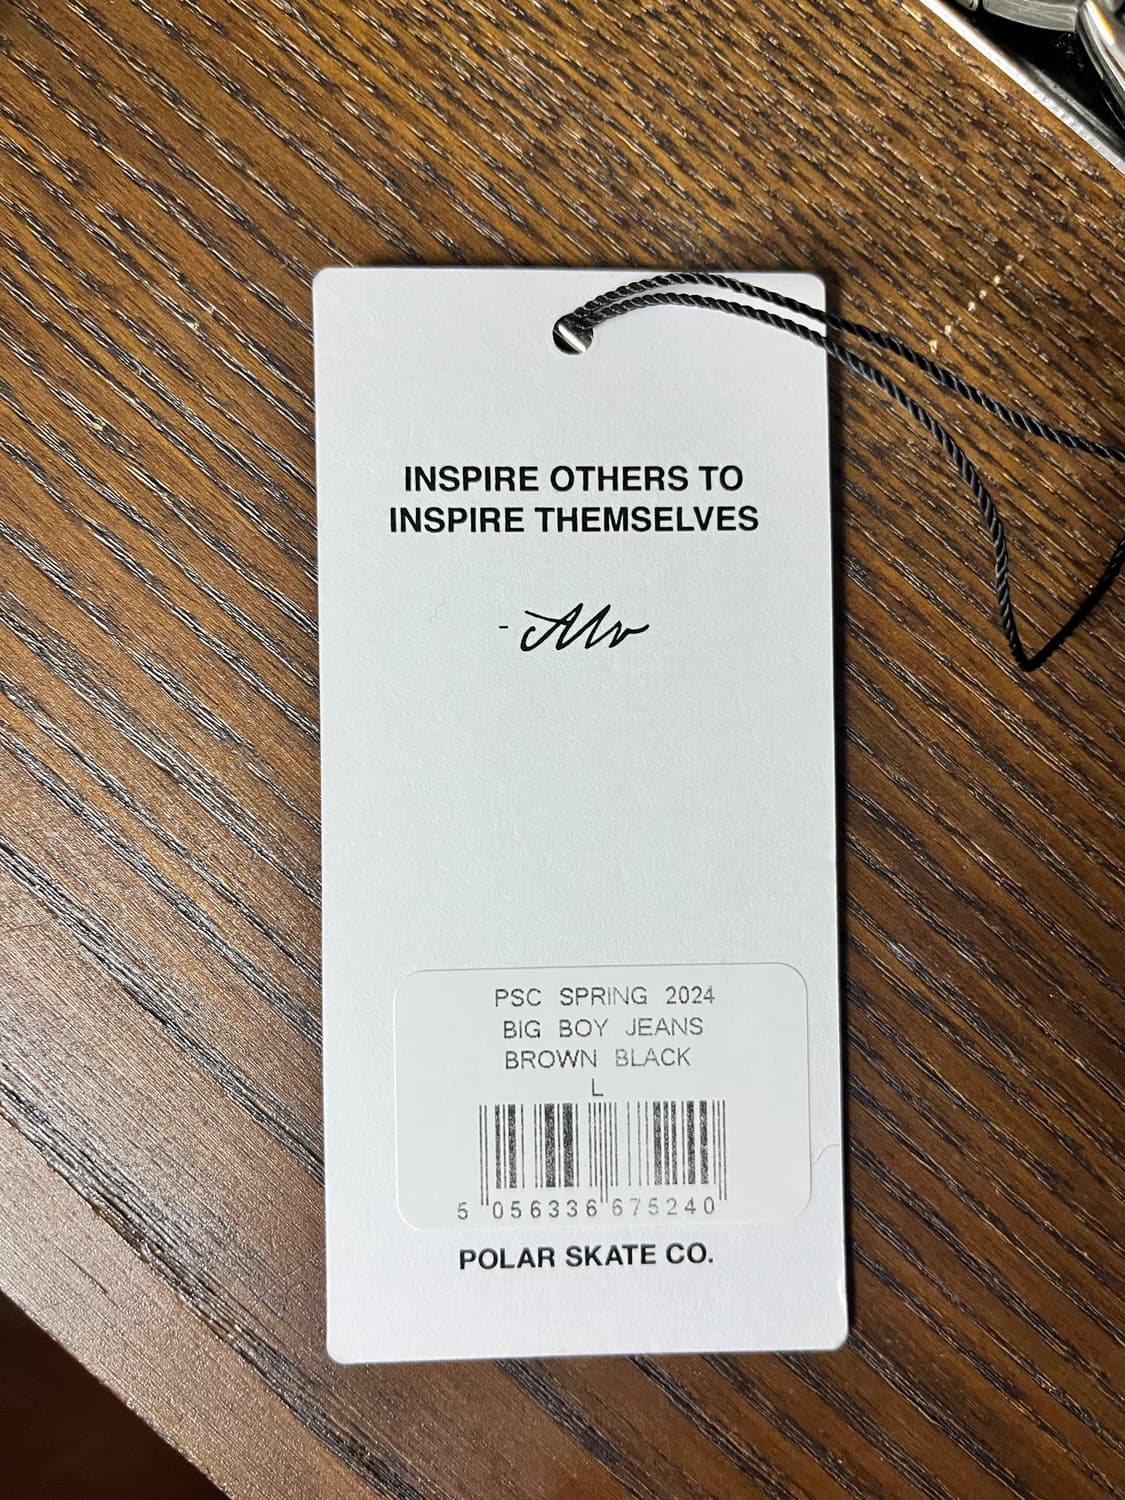 INSPIRE OTHERS TO
INSPIRE THEMSELVES
PSC SPRING 2024
BIG BOY JEANS
BROWN BLACK
L
5 056336 675240
POLAR SKATE CO.